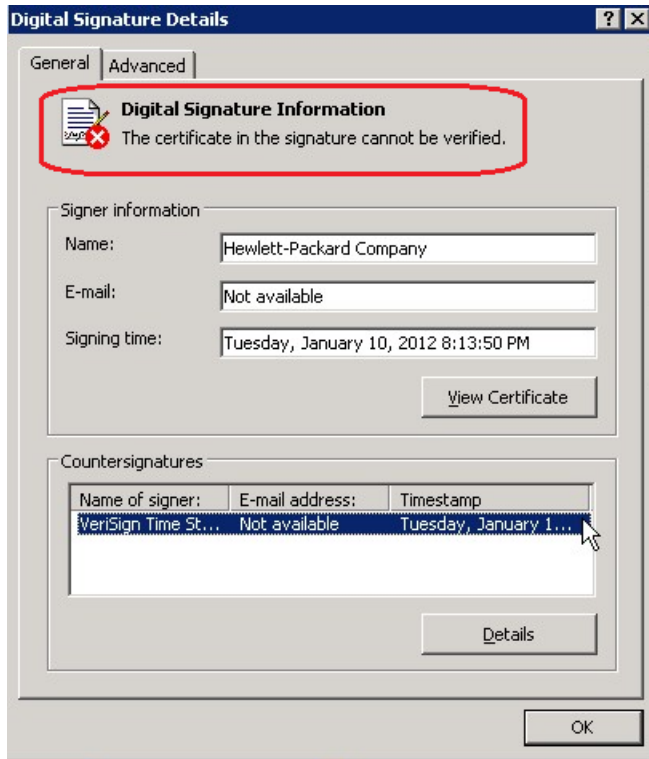 Digital Signature Details
General Advanced
Digital Signature Information
The certificate in the signature cannot be verified.
Signer information
Name: Hewlett-Packard Company
E-mail: Not available
Signing time: Tuesday, January 10, 2012 8:13:50 PM
View Certificate
Countersignatures
Name of signer: E-mail address: Timestamp
VeriSign Time St... Not available Tuesday, January 1...
Details
OK